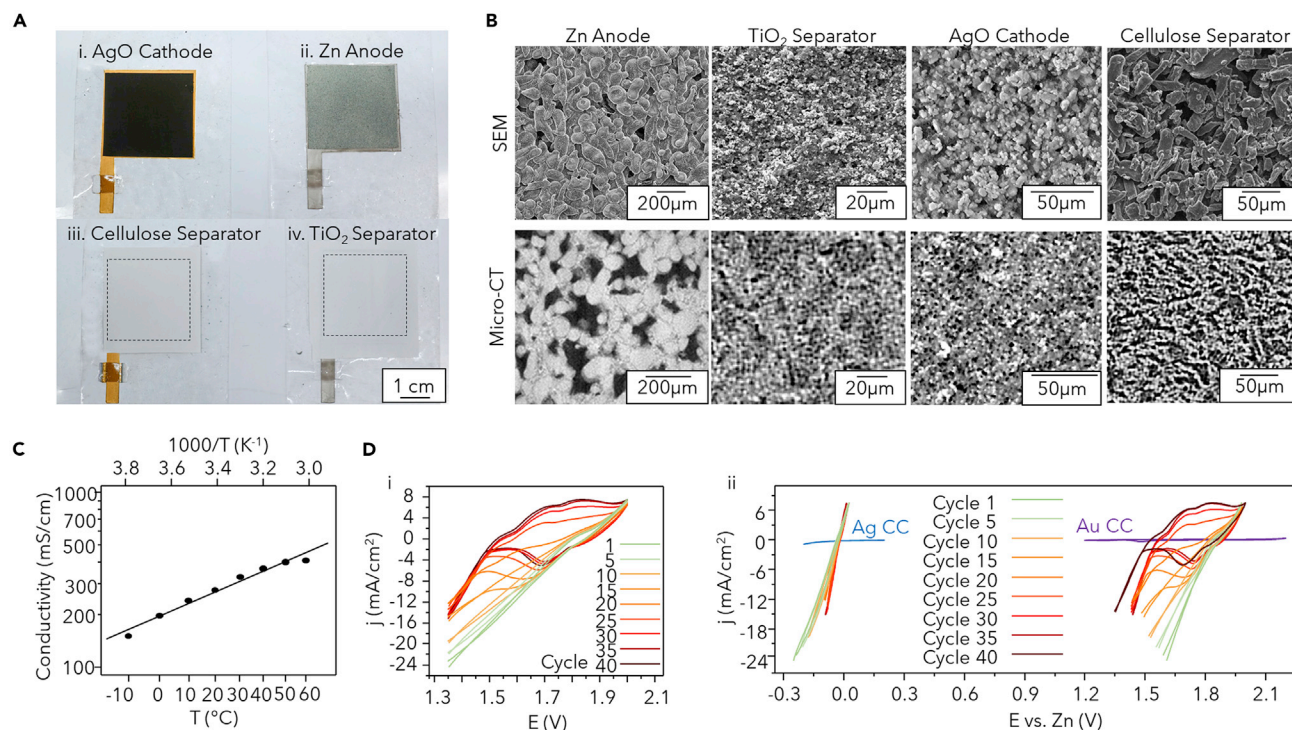 A
i. AgO Cathode
ii. Zn Anode
iii. Cellulose Separator
iv. TiO₂ Separator
1 cm
B
Zn Anode
TiO₂ Separator
AgO Cathode
Cellulose Separator
SEM
200µm
20µm
50µm
50µm
Micro-CT
200µm
20µm
50µm
50µm
C
1000/T (K⁻¹)
3.8 3.6 3.4 3.2 3.0
Conductivity (mS/cm)
1000
700
500
300
200
100
-10 0 10 20 30 40 50 60
T (°C)
D
i
j (mA/cm²)
8
4
0
-4
-8
-12
-16
-20
-24
1
5
10
15
20
25
30
35
Cycle 40
1.3 1.5 1.7 1.9 2.1
E (V)
ii
j (mA/cm²)
6
0
-6
-12
-18
-24
Ag CC
Cycle 1
Cycle 5
Cycle 10
Cycle 15
Cycle 20
Cycle 25
Cycle 30
Cycle 35
Cycle 40
Au CC
-0.3 0.0 0.3 0.6 0.9 1.2 1.5 1.8 2.1
E vs. Zn (V)